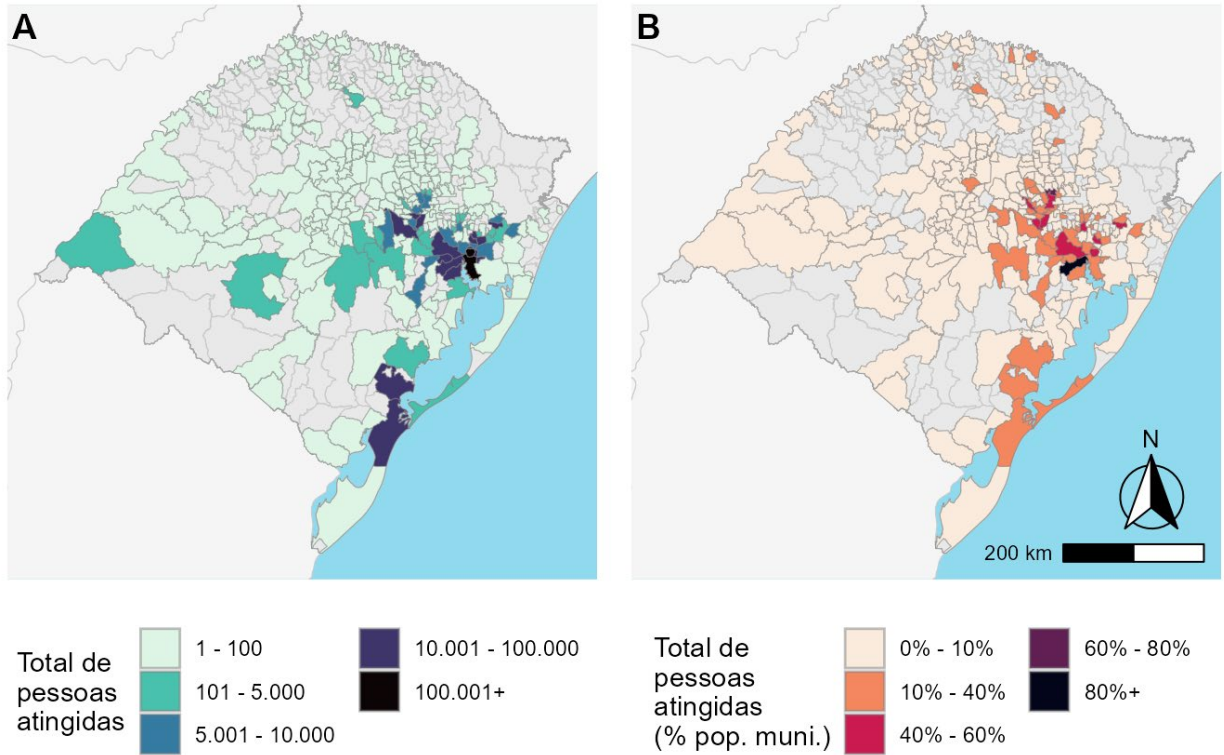 A
B
N
200 km
Total de
pessoas
atingidas
1 - 100
101 - 5.000
5.001 - 10.000
10.001 - 100.000
100.001+
Total de
pessoas
atingidas
(% pop. muni.)
0% - 10%
10% - 40%
40% - 60%
60% - 80%
80%+